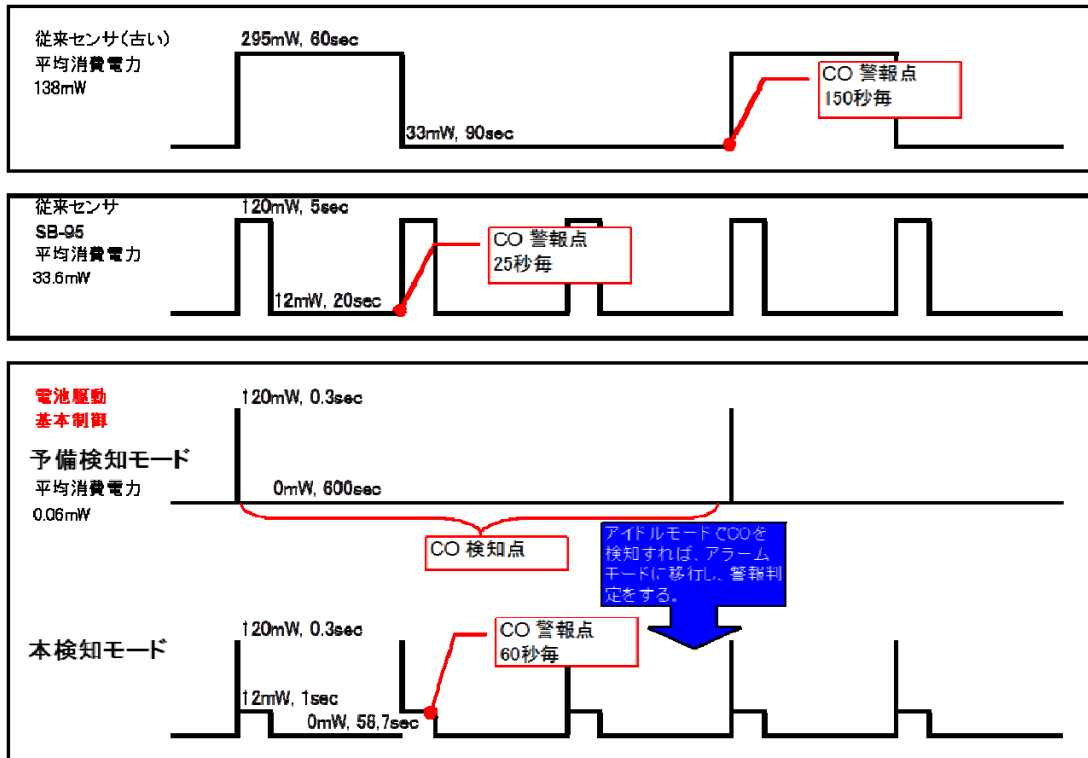 従来センサ(古い)
平均消費電力
138mW
295mW, 60sec
33mW, 90sec
CO 警報点
150秒毎
従来センサ
SB-95
平均消費電力
33.6mW
120mW, 5sec
12mW, 20sec
CO 警報点
25秒毎
電池駆動
基本制御
予備検知モード
平均消費電力
0.06mW
120mW, 0.3sec
0mW, 600sec
CO 検知点
アイドルモードでCOを
検知すれば、アラーム
モードに移行し、警報判
定をする。
本検知モード
120mW, 0.3sec
12mW, 1sec
0mW, 58,7sec
CO 警報点
60秒毎